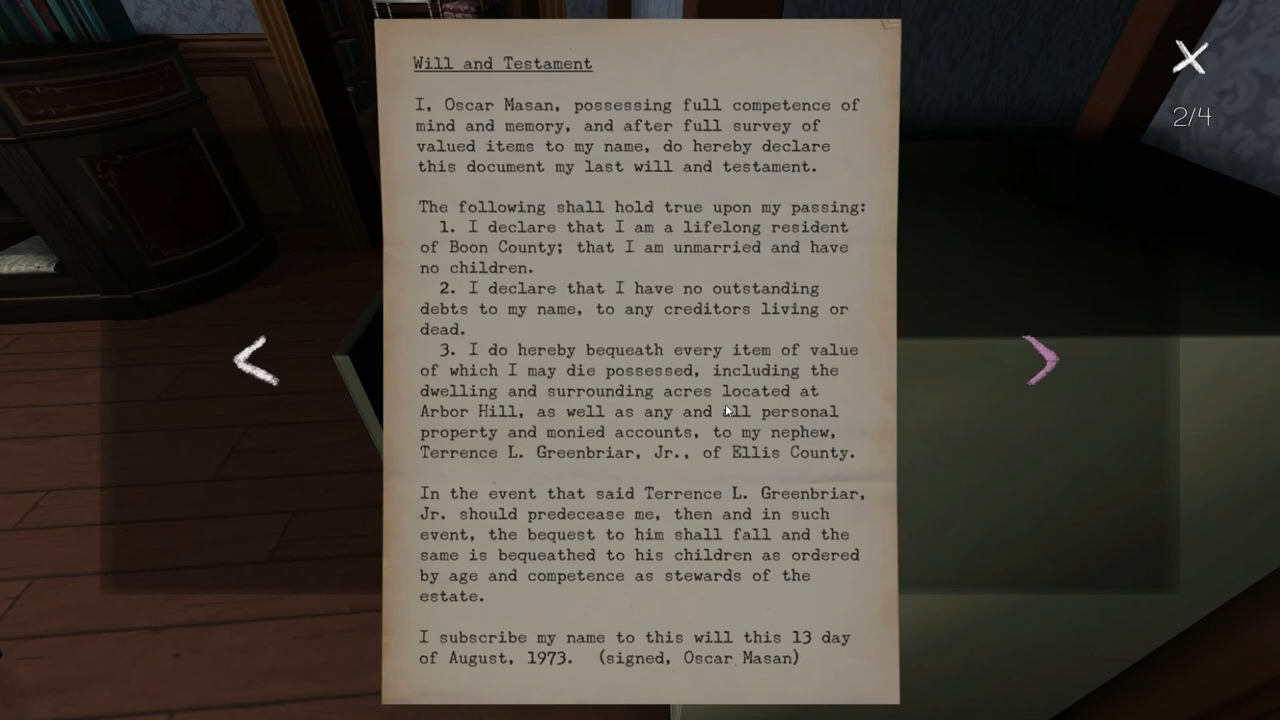 Will and Testament
I, Oscar Masan, possessing full competence of
mind and memory, and after full survey of
valued items to my name, do hereby declare
this document my last will and testament.
The following shall hold true upon my passing:
1. I declare that I am a lifelong resident
of Boon County; that I am unmarried and have
no children.
2. I declare that I have no outstanding
debts to my name, to any creditors living or
dead.
3. I do hereby bequeath every item of value
of which I may die possessed, including the
dwelling and surrounding acres located at
Arbor Hill, as well as any and all personal
property and monied accounts, to my nephew,
Terrence L. Greenbriar, Jr., of Ellis County.
In the event that said Terrence L. Greenbriar,
Jr. should predecease me, then and in such
event, the bequest to him shall fall and the
same is bequeathed to his children as ordered
by age and competence as stewards of the
estate.
I subscribe my name to this will this 13 day
of August, 1973. (signed, Oscar Masan)
2/4